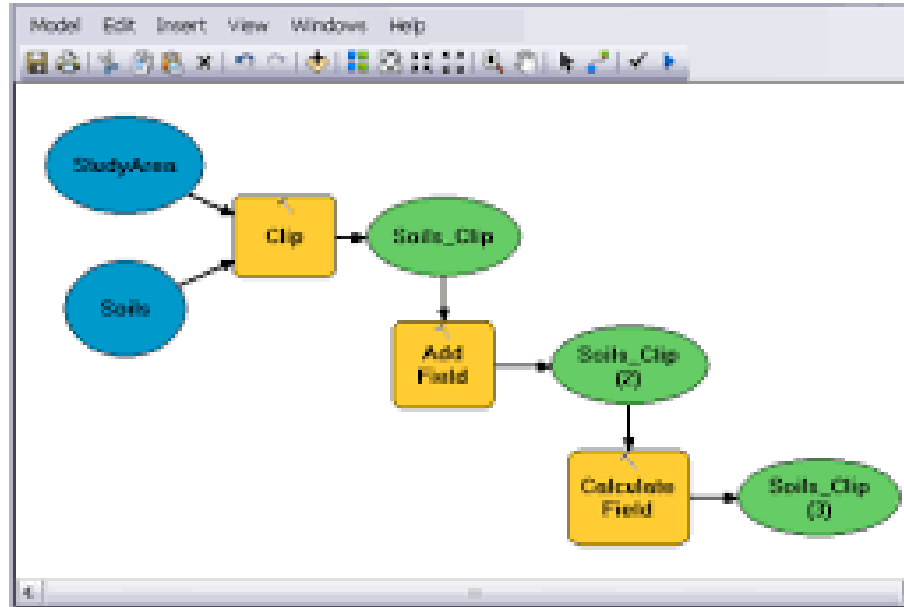 Model Edit Insert View Windows Help
StudyArea
Clip
Soils_Clip
Soils
Add
Field
Soils_Clip
(2)
Calculate
Field
Soils_Clip
(3)